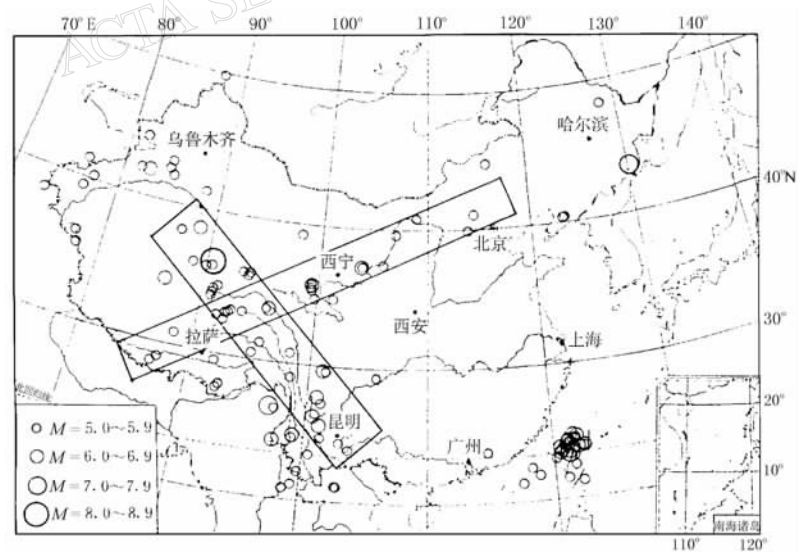 ACTA SE
70° E 80° 90° 100° 110° 120° 130° 140°
乌鲁木齐
哈尔滨
40°N
北京
西宁
西安
30°
拉萨
上海
20°
昆明
广州
10°
M = 5.0～5.9
M = 6.0～6.9
M = 7.0～7.9
M = 8.0～8.9
南海诸岛
110° 120°